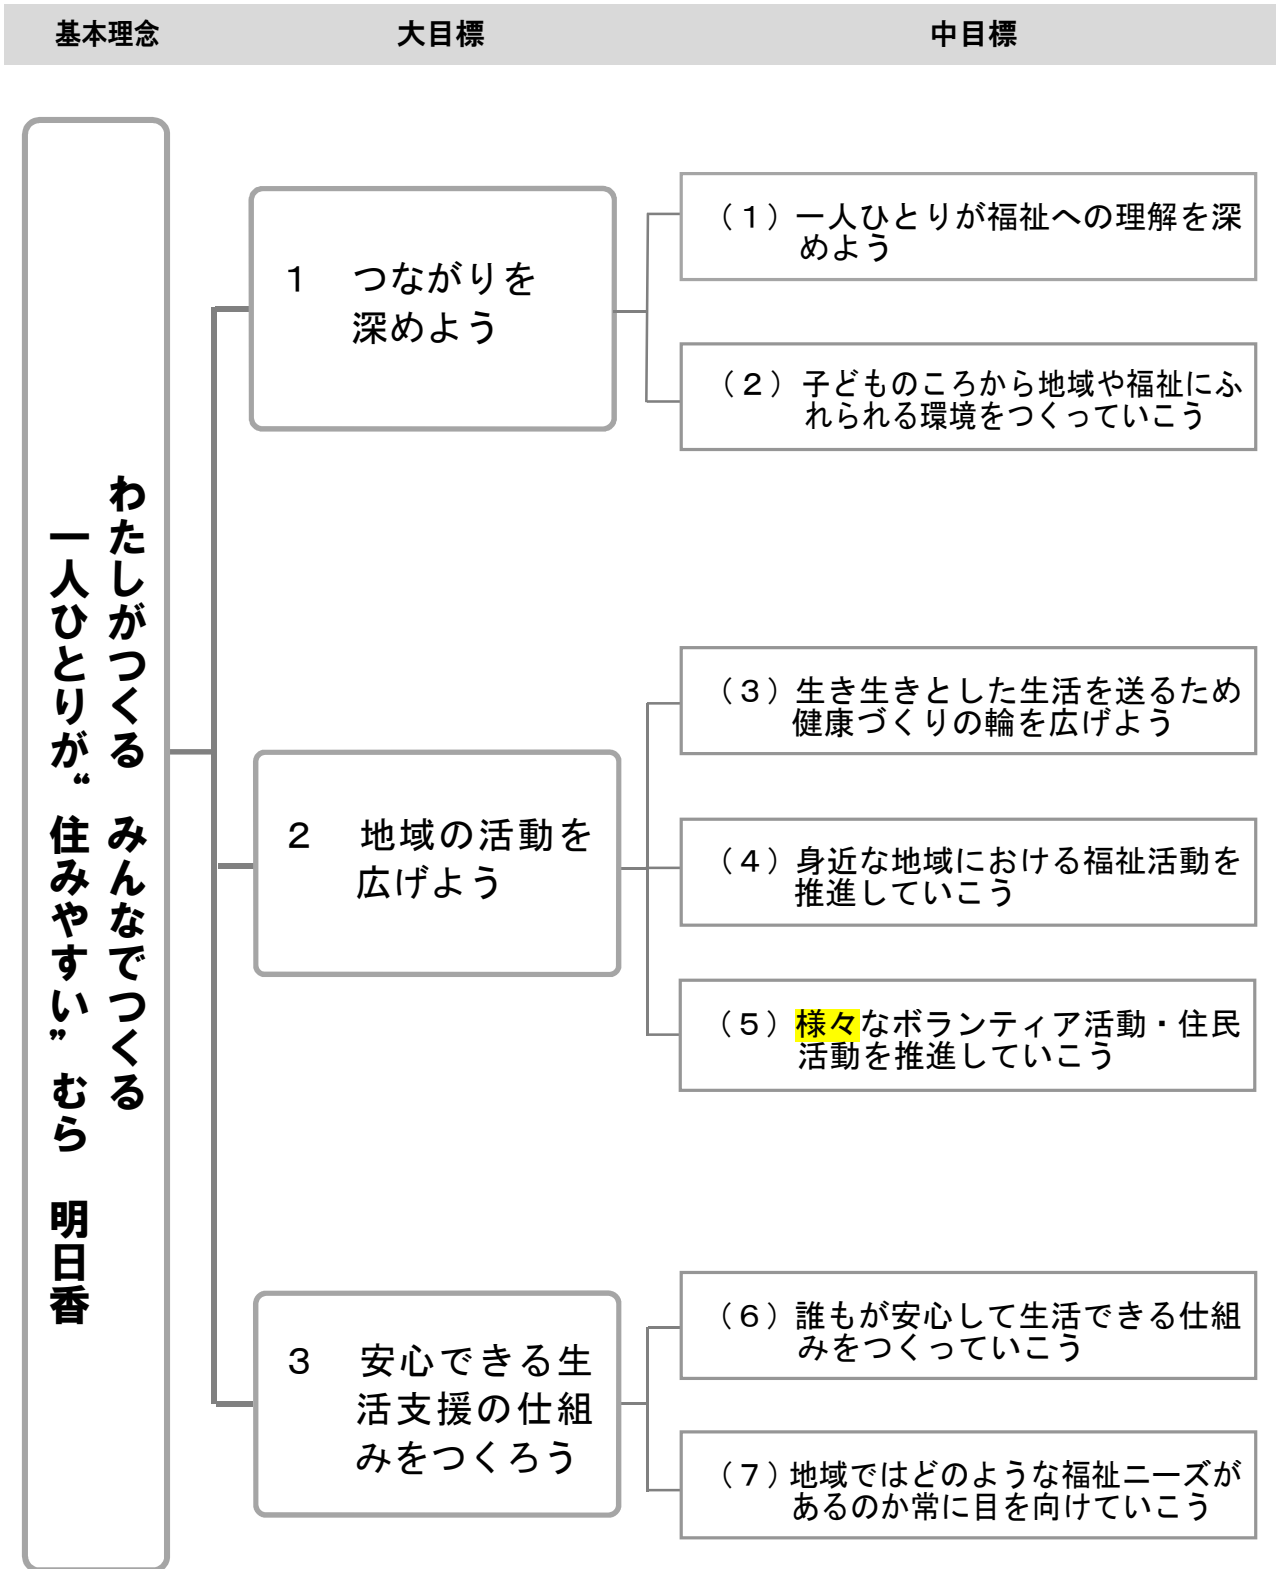 基本理念 大目標 中目標
わたしがつくる　みんなでつくる
一人ひとりが“住みやすい”むら　明日香
１　つながりを
深めよう
（１）一人ひとりが福祉への理解を深
めよう
（２）子どものころから地域や福祉にふ
れられる環境をつくっていこう
２　地域の活動を
広げよう
（３）生き生きとした生活を送るため
健康づくりの輪を広げよう
（４）身近な地域における福祉活動を
推進していこう
（５）様々なボランティア活動・住民
活動を推進していこう
３　安心できる生
活支援の仕組
みをつくろう
（６）誰もが安心して生活できる仕組
みをつくっていこう
（７）地域ではどのような福祉ニーズが
あるのか常に目を向けていこう